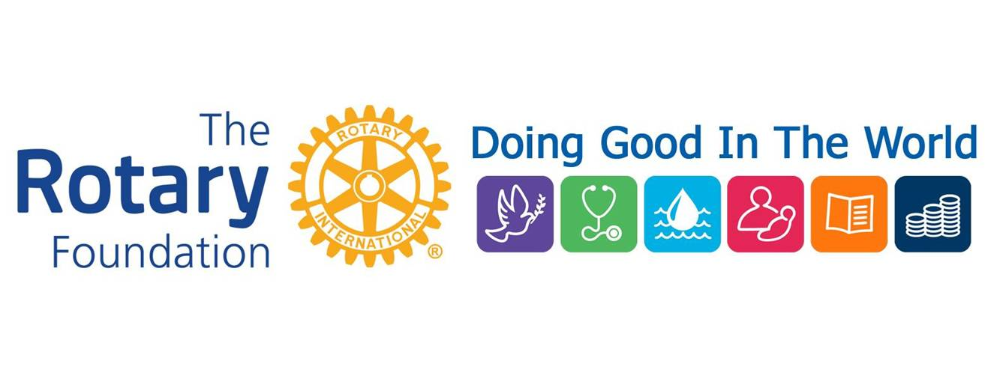 The
Rotary
Foundation
ROTARY
INTERNATIONAL
®
Doing Good In The World